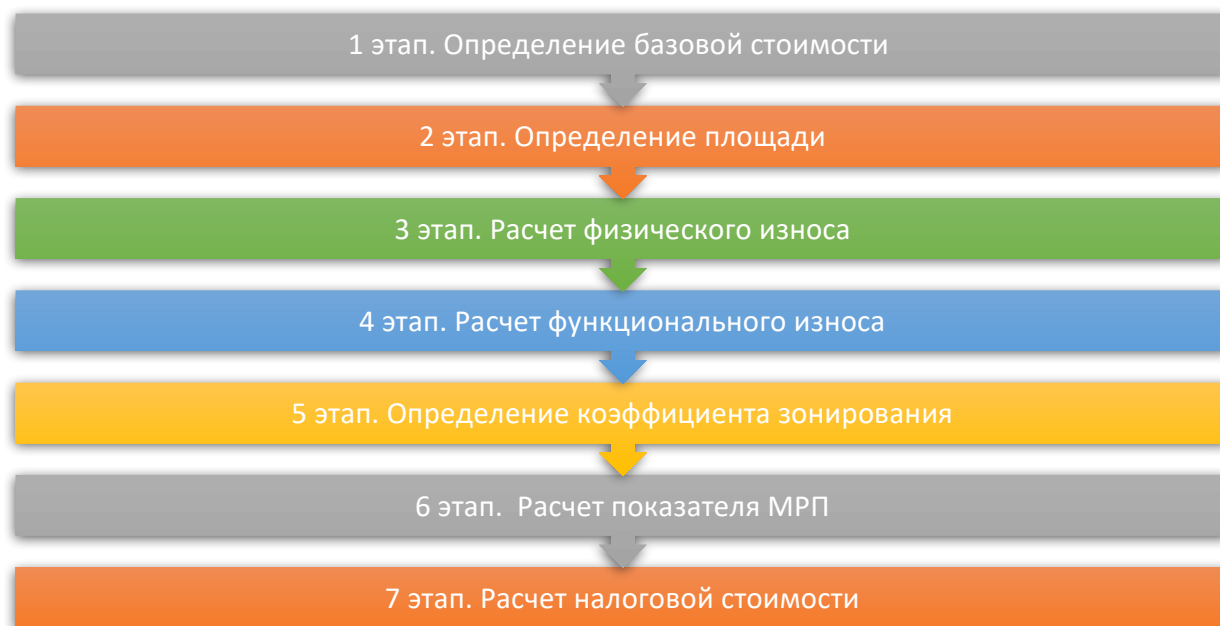 1 этап. Определение базовой стоимости
2 этап. Определение площади
3 этап. Расчет физического износа
4 этап. Расчет функционального износа
5 этап. Определение коэффициента зонирования
6 этап.  Расчет показателя МРП
7 этап. Расчет налоговой стоимости